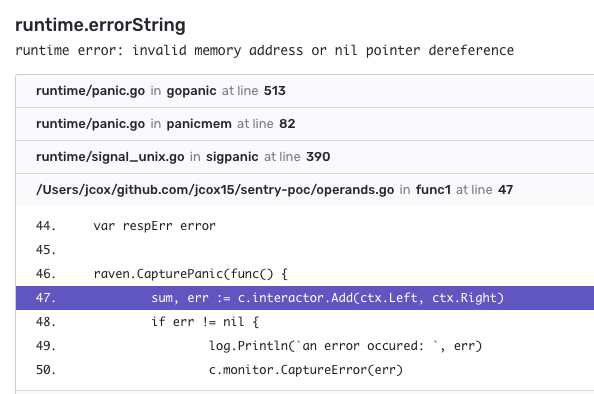 runtime.errorString
runtime error: invalid memory address or nil pointer dereference
runtime/panic.go in gopanic at line 513
runtime/panic.go in panicmem at line 82
runtime/signal_unix.go in sigpanic at line 390
/Users/jcox/github.com/jcox15/sentry-poc/operands.go in func1 at line 47
44. var respErr error
45.
46. raven.CapturePanic(func() {
47. sum, err := c.interactor.Add(ctx.Left, ctx.Right)
48. if err != nil {
49. log.Println(`an error occured: `, err)
50. c.monitor.CaptureError(err)